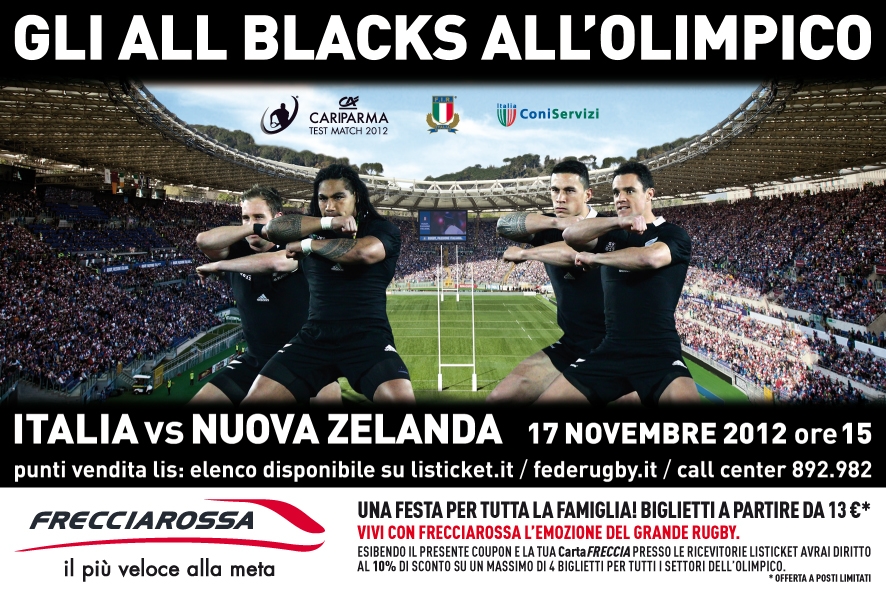 GLI ALL BLACKS ALL'OLIMPICO
CARIPARMA
TEST MATCH 2012
F.I.R.
Italia
ConiServizi
adidas
ITALIA vs NUOVA ZELANDA 17 NOVEMBRE 2012 ore 15
punti vendita lis: elenco disponibile su listicket.it / federugby.it / call center 892.982
FRECCIAROSSA
il più veloce alla meta
UNA FESTA PER TUTTA LA FAMIGLIA! BIGLIETTI A PARTIRE DA 13 €*
VIVI CON FRECCIAROSSA L'EMOZIONE DEL GRANDE RUGBY.
ESIBENDO IL PRESENTE COUPON E LA TUA CartaFRECCIA PRESSO LE RICEVITORIE LISTICKET AVRAI DIRITTO
AL 10% DI SCONTO SU UN MASSIMO DI 4 BIGLIETTI PER TUTTI I SETTORI DELL'OLIMPICO.
* OFFERTA A POSTI LIMITATI